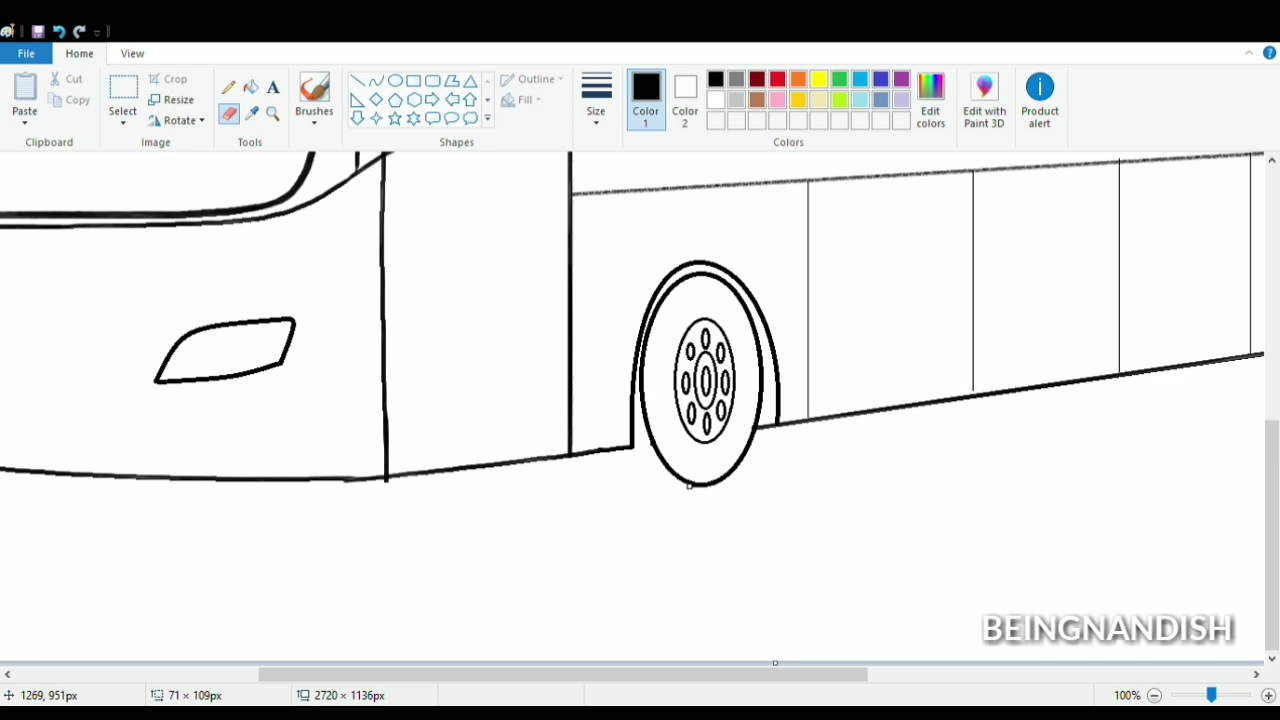 File Home View
Paste
Cut
Copy
Clipboard
Select
Crop
Resize
Rotate
Image
A
Tools
Brushes
Shapes
Outline
Fill
Size
Color
1
Color
2
Edit
colors
Colors
Edit with
Paint 3D
Product
alert
BEINGNANDISH
1269, 951px 71 × 109px 2720 × 1136px 100%